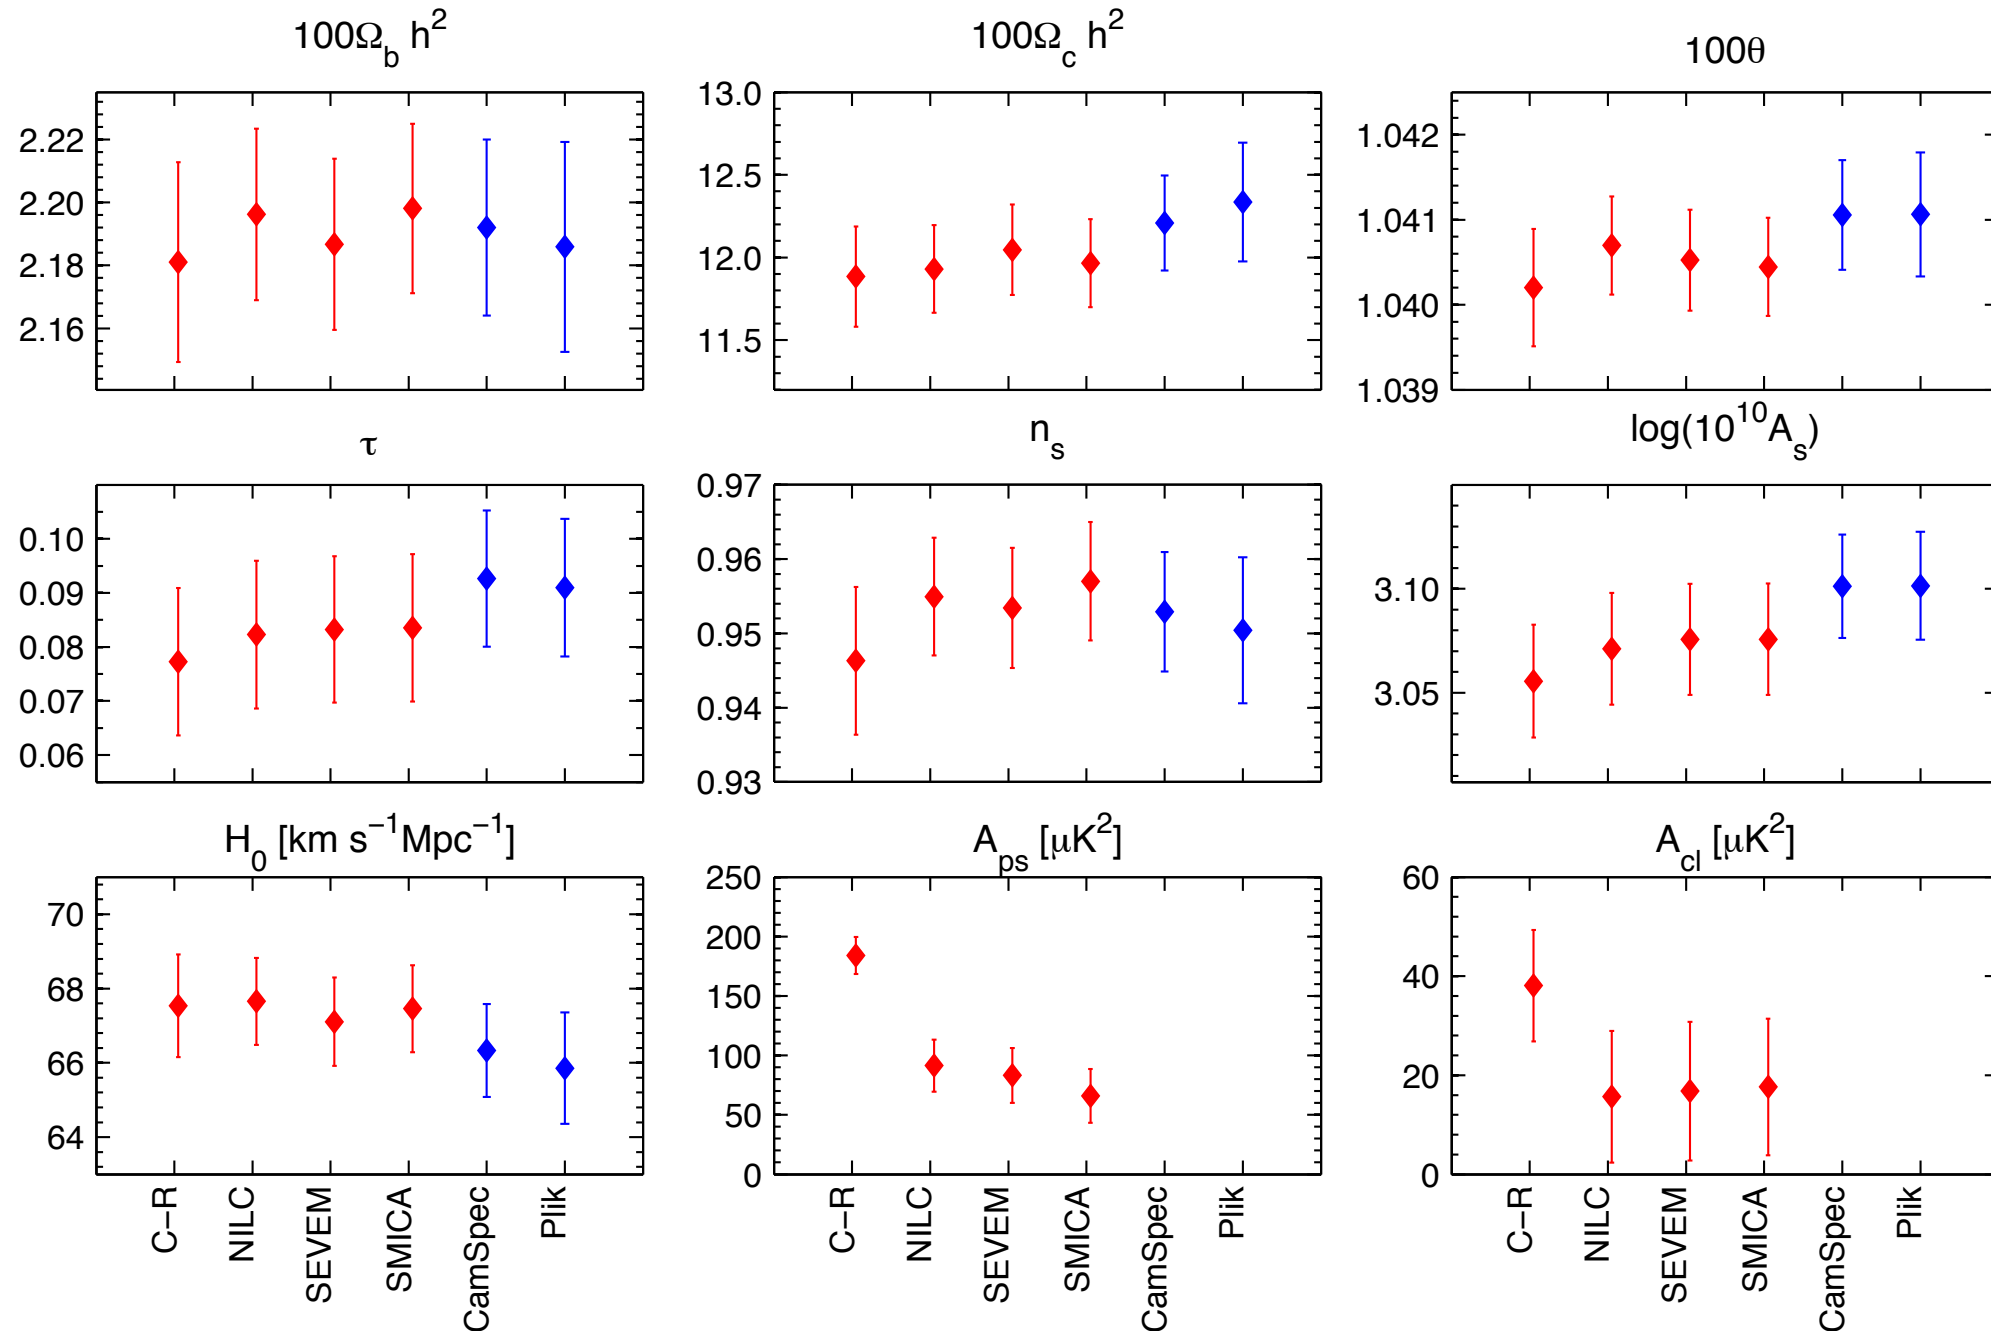 100Ω_b h^2
100Ω_c h^2
100θ
2.22
2.20
2.18
2.16
13.0
12.5
12.0
11.5
1.042
1.041
1.040
1.039
τ
n_s
log(10^10A_s)
0.10
0.09
0.08
0.07
0.06
0.97
0.96
0.95
0.94
0.93
3.10
3.05
H_0 [km s^−1Mpc^−1]
A_ps [μK^2]
A_cl [μK^2]
70
68
66
64
250
200
150
100
50
0
60
40
20
0
C−R
NILC
SEVEM
SMICA
CamSpec
Plik
C−R
NILC
SEVEM
SMICA
CamSpec
Plik
C−R
NILC
SEVEM
SMICA
CamSpec
Plik